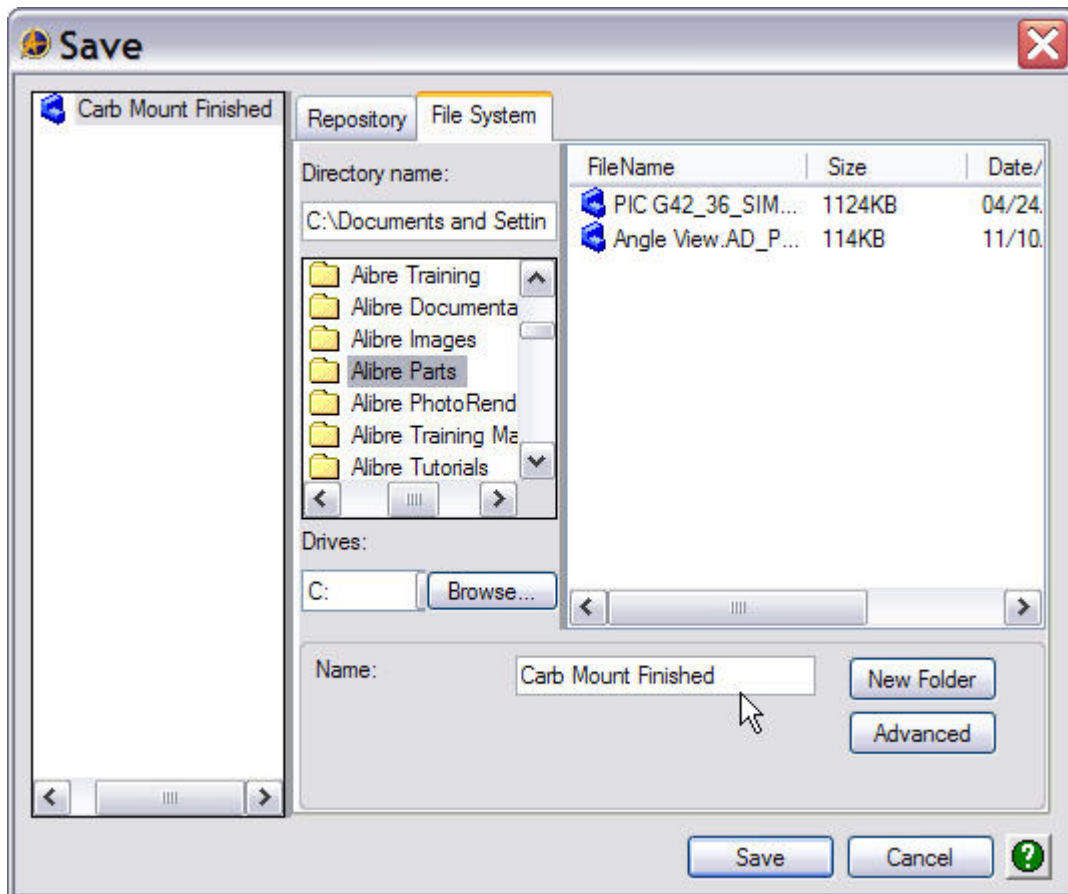 Save
Carb Mount Finished
Repository
File System
Directory name:
C:\Documents and Settin
Aibre Training
Alibre Documenta
Alibre Images
Alibre Parts
Alibre PhotoRend
Alibre Training Ma
Alibre Tutorials
Drives:
C:
Browse...
FileName Size Date/
PIC G42_36_SIM... 1124KB 04/24.
Angle View.AD_P... 114KB 11/10.
Name:
Carb Mount Finished
New Folder
Advanced
Save
Cancel
?